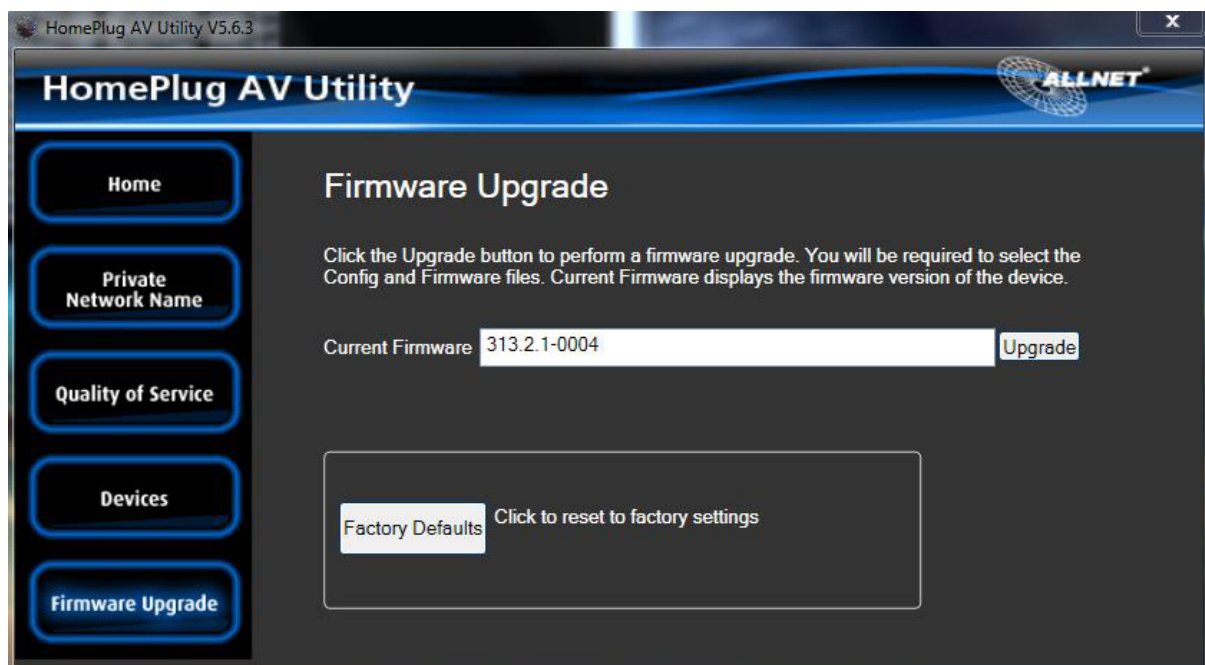 HomePlug AV Utility V5.6.3
x
HomePlug AV Utility
ALLNET®
Home
Private
Network Name
Quality of Service
Devices
Firmware Upgrade
Firmware Upgrade
Click the Upgrade button to perform a firmware upgrade. You will be required to select the
Config and Firmware files. Current Firmware displays the firmware version of the device.
Current Firmware 313.2.1-0004 Upgrade
Factory Defaults Click to reset to factory settings